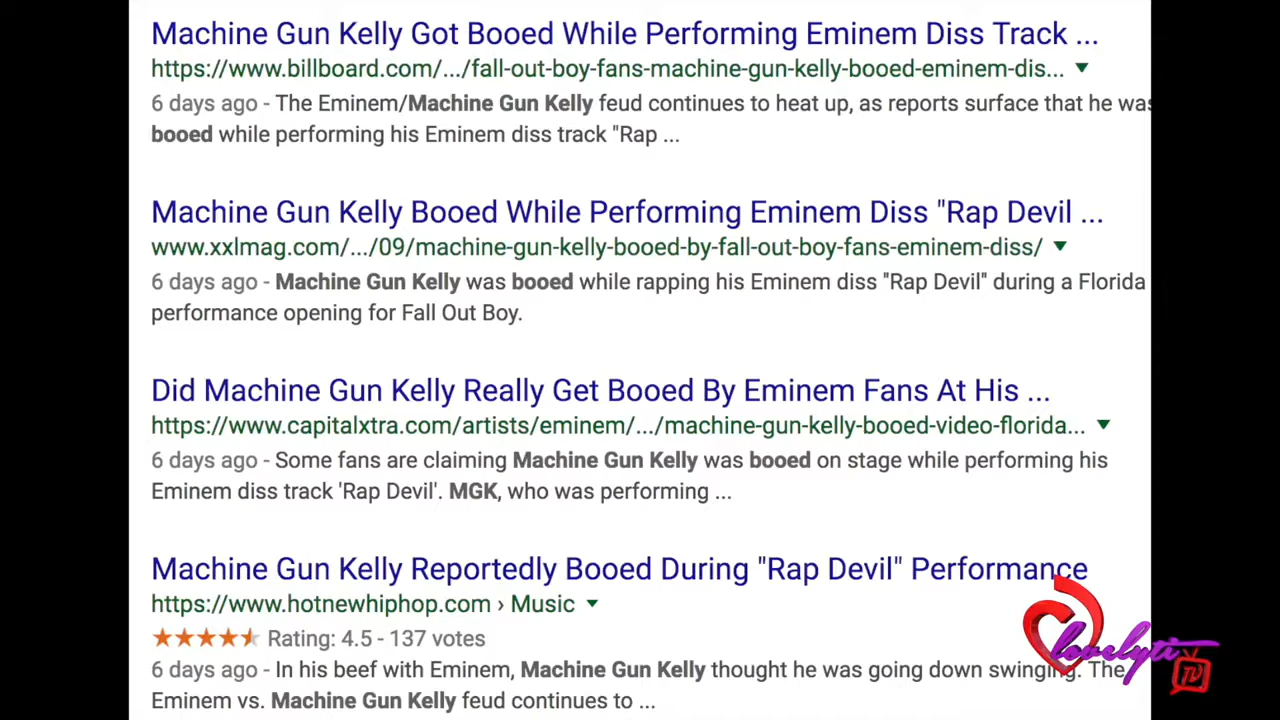 Machine Gun Kelly Got Booed While Performing Eminem Diss Track ...
https://www.billboard.com/.../fall-out-boy-fans-machine-gun-kelly-booed-eminem-dis...
6 days ago - The Eminem/Machine Gun Kelly feud continues to heat up, as reports surface that he was
booed while performing his Eminem diss track "Rap ...
Machine Gun Kelly Booed While Performing Eminem Diss "Rap Devil ...
www.xxlmag.com/.../09/machine-gun-kelly-booed-by-fall-out-boy-fans-eminem-diss/
6 days ago - Machine Gun Kelly was booed while rapping his Eminem diss "Rap Devil" during a Florida
performance opening for Fall Out Boy.
Did Machine Gun Kelly Really Get Booed By Eminem Fans At His ...
https://www.capitalxtra.com/artists/eminem/.../machine-gun-kelly-booed-video-florida...
6 days ago - Some fans are claiming Machine Gun Kelly was booed on stage while performing his
Eminem diss track 'Rap Devil'. MGK, who was performing ...
Machine Gun Kelly Reportedly Booed During "Rap Devil" Performance
https://www.hotnewhiphop.com › Music
Rating: 4.5 - 137 votes
6 days ago - In his beef with Eminem, Machine Gun Kelly thought he was going down swinging. The
Eminem vs. Machine Gun Kelly feud continues to ...
lovelyti
TV